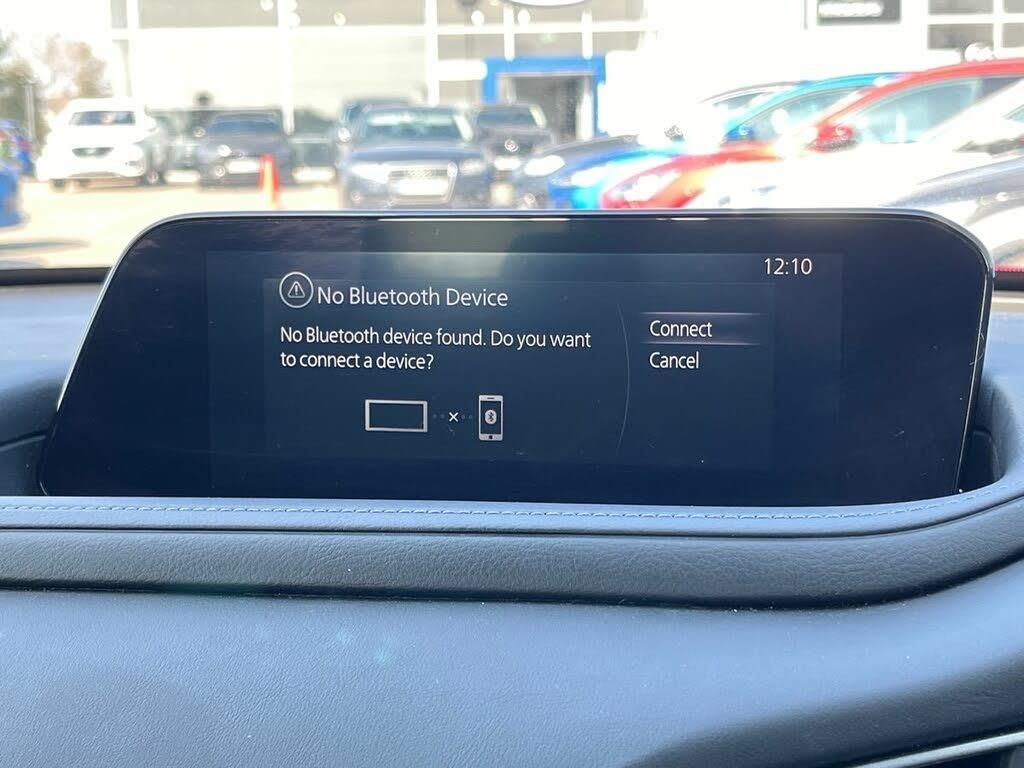 12:10
No Bluetooth Device
No Bluetooth device found. Do you want
to connect a device?
Connect
Cancel